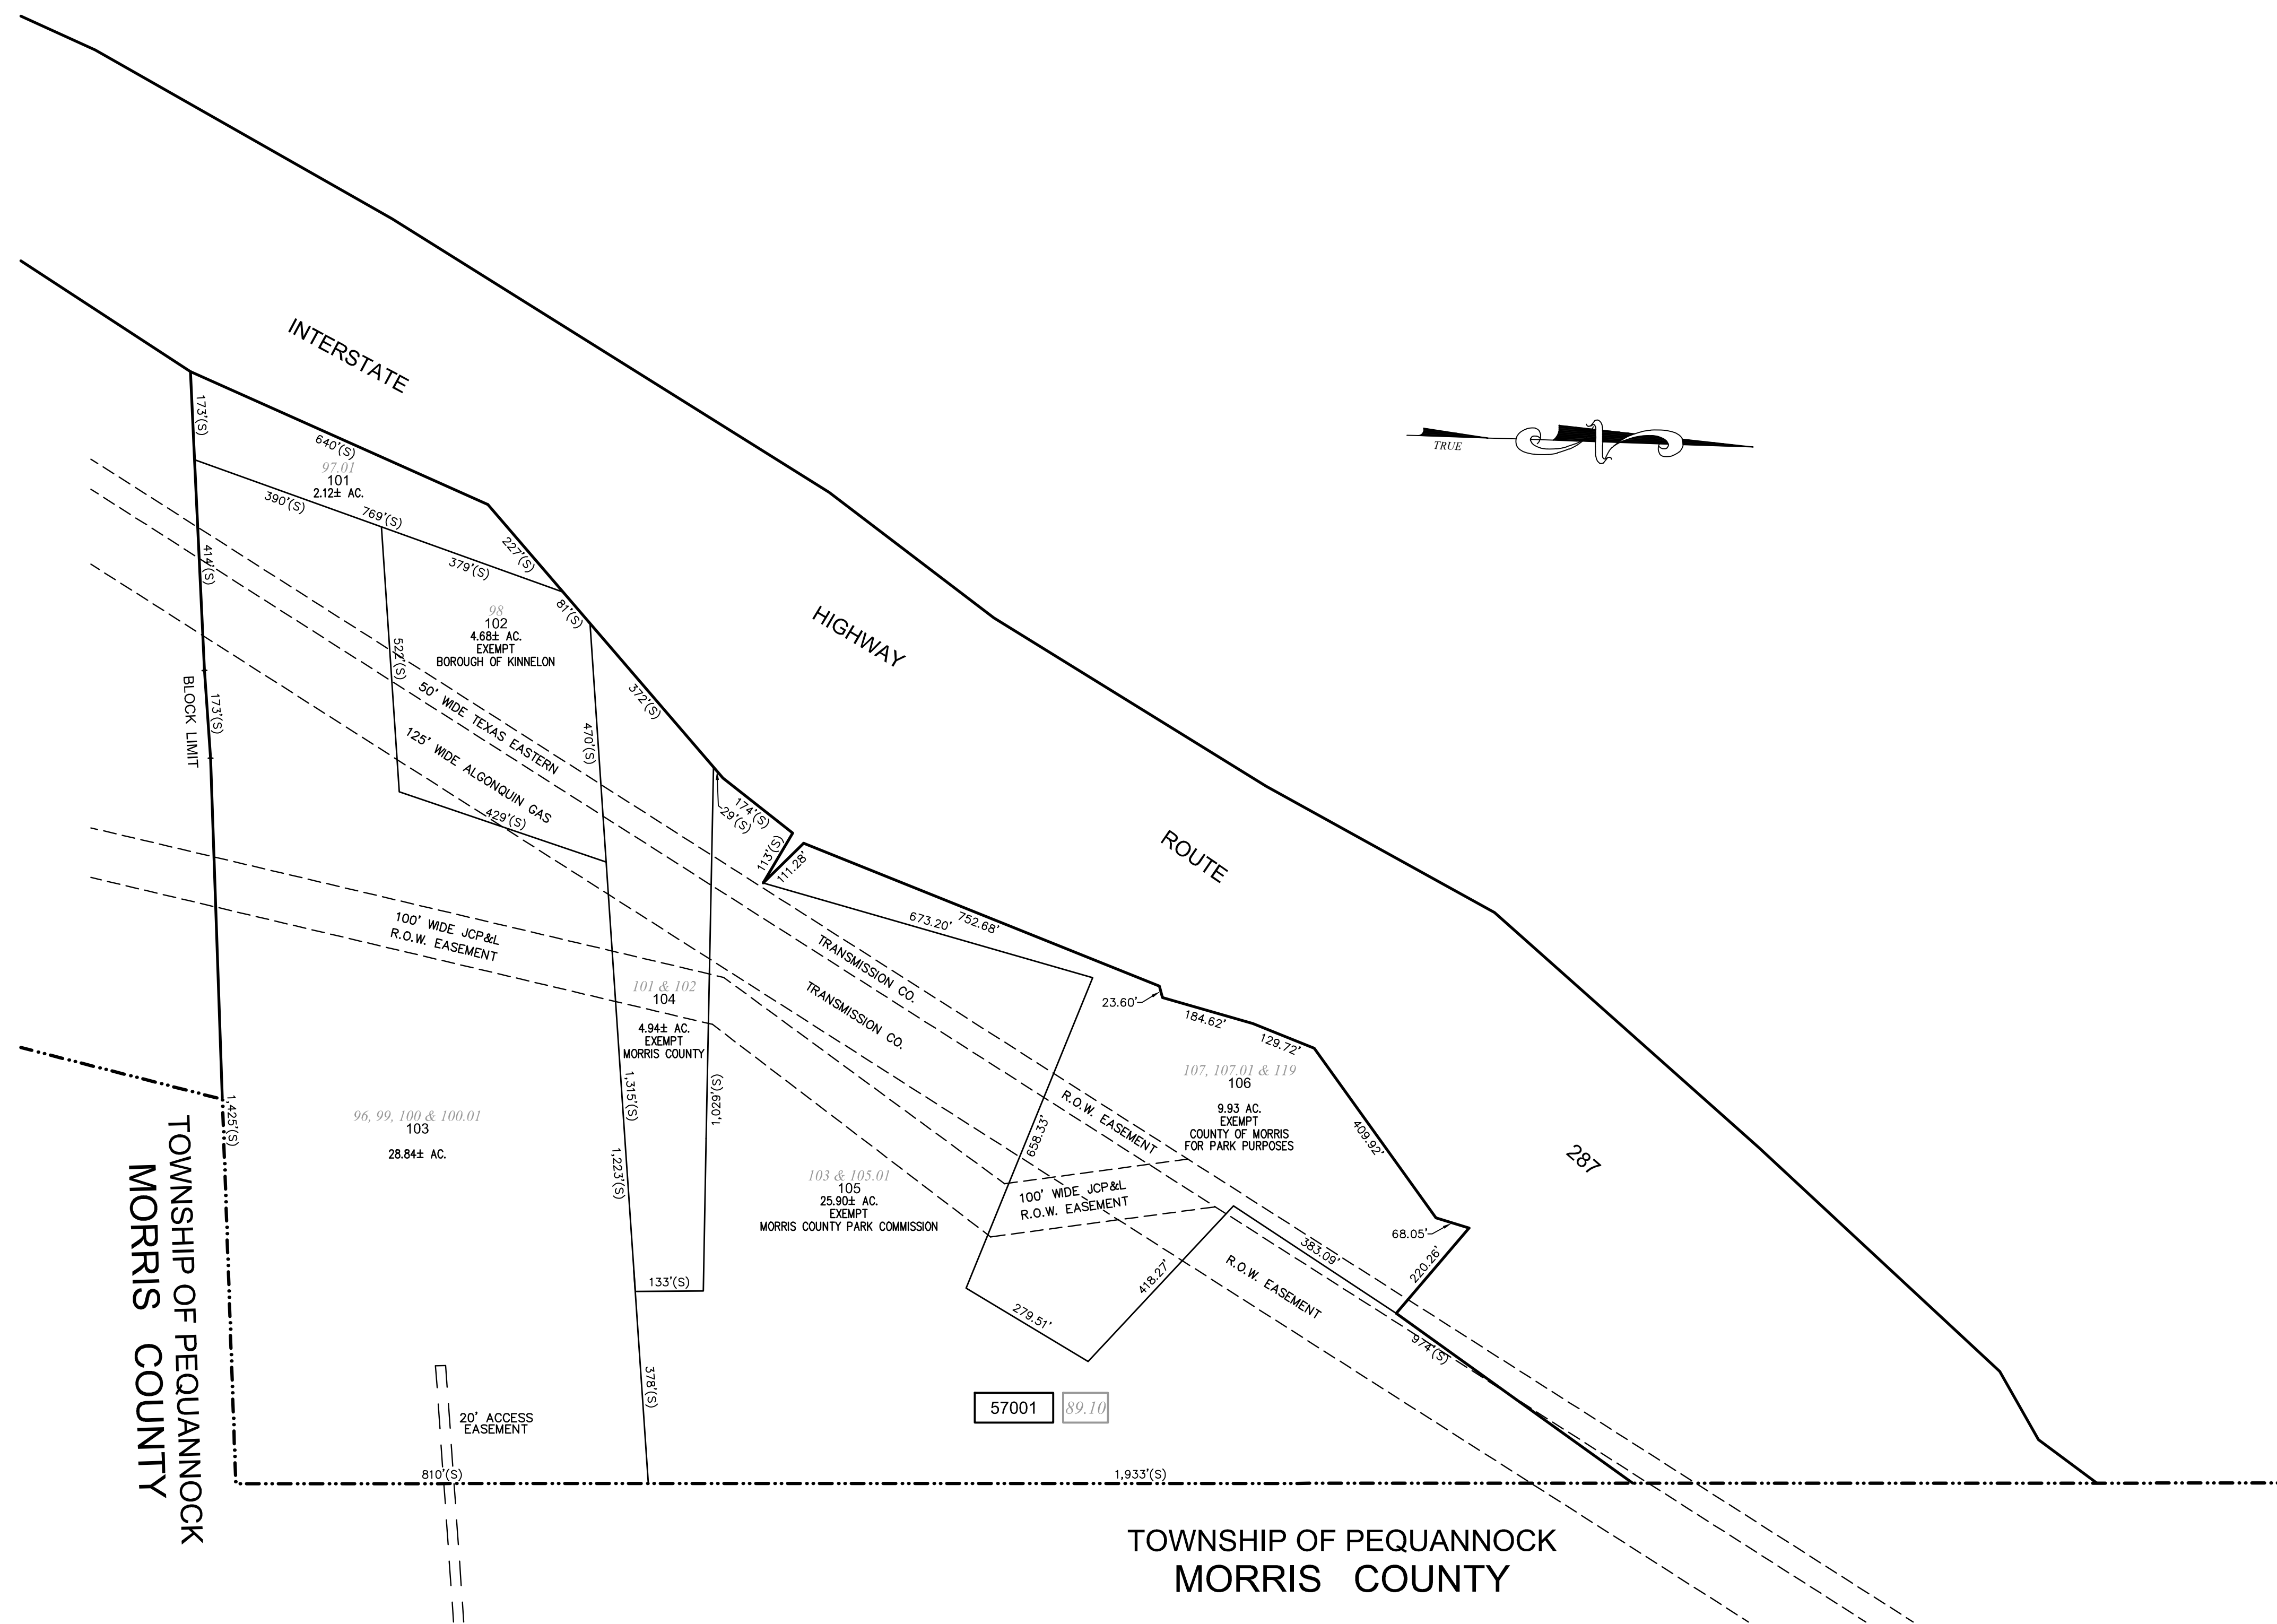 INTERSTATE
HIGHWAY
ROUTE
287
TRUE
173'(S)
640'(S)
97.01
101
2.12± AC.
390'(S)
769'(S)
379'(S)
227'(S)
81'(S)
414'(S)
173'(S)
BLOCK LIMIT
98
102
4.68± AC.
EXEMPT
BOROUGH OF KINNELON
522'(S)
429'(S)
470'(S)
372'(S)
50' WIDE TEXAS EASTERN
TRANSMISSION CO.
R.O.W. EASEMENT
125' WIDE ALGONQUIN GAS
TRANSMISSION CO.
R.O.W. EASEMENT
174'(S)
29'(S)
113'(S)
111.28'
673.20'
752.68'
23.60'
184.62'
129.72'
100' WIDE JCP&L
R.O.W. EASEMENT
101 & 102
104
4.94± AC.
EXEMPT
MORRIS COUNTY
1,315'(S)
1,029'(S)
1,223'(S)
133'(S)
378'(S)
96, 99, 100 & 100.01
103
28.84± AC.
1,425'(S)
103 & 105.01
105
25.90± AC.
EXEMPT
MORRIS COUNTY PARK COMMISSION
107, 107.01 & 119
106
9.93 AC.
EXEMPT
COUNTY OF MORRIS
FOR PARK PURPOSES
658.33'
409.92'
100' WIDE JCP&L
R.O.W. EASEMENT
68.05'
220.26'
383.09'
418.27'
279.51'
974'(S)
57001
89.10
20' ACCESS
EASEMENT
810'(S)
1,933'(S)
TOWNSHIP OF PEQUANNOCK
MORRIS COUNTY
TOWNSHIP OF PEQUANNOCK
MORRIS COUNTY